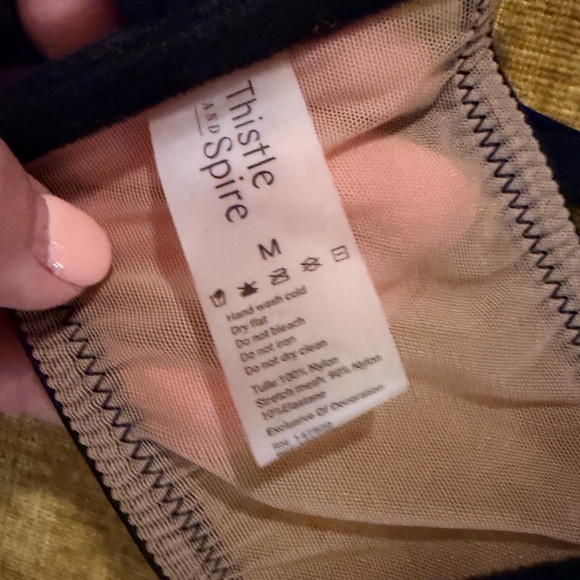 Thistle
AND
Spire
M
Hand wash cold
Dry flat
Do not bleach
Do not iron
Do not dry clean
Tulle:100% Nylon
Stretch mesh: 90% Nylon
10%Elastane
Exclusive Of Decoration
RN